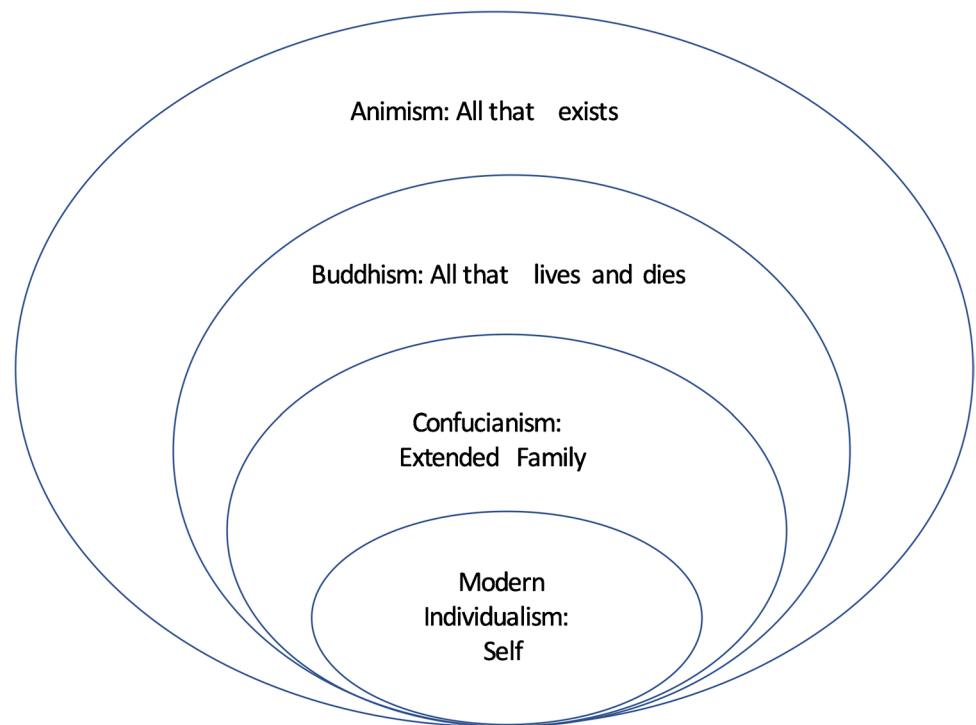 Animism: All that exists
Buddhism: All that lives and dies
Confucianism:
Extended Family
Modern
Individualism:
Self